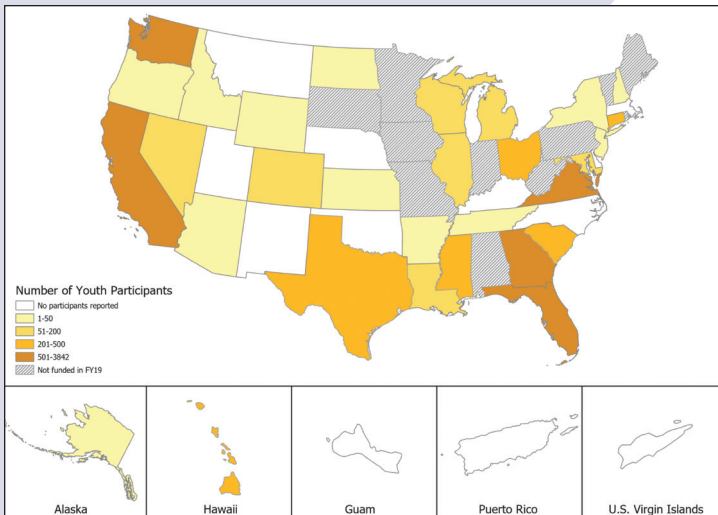 Number of Youth Participants
No participants reported
1-50
51-200
201-500
501-3842
Not funded in FY19
Alaska
Hawaii
Guam
Puerto Rico
U.S. Virgin Islands